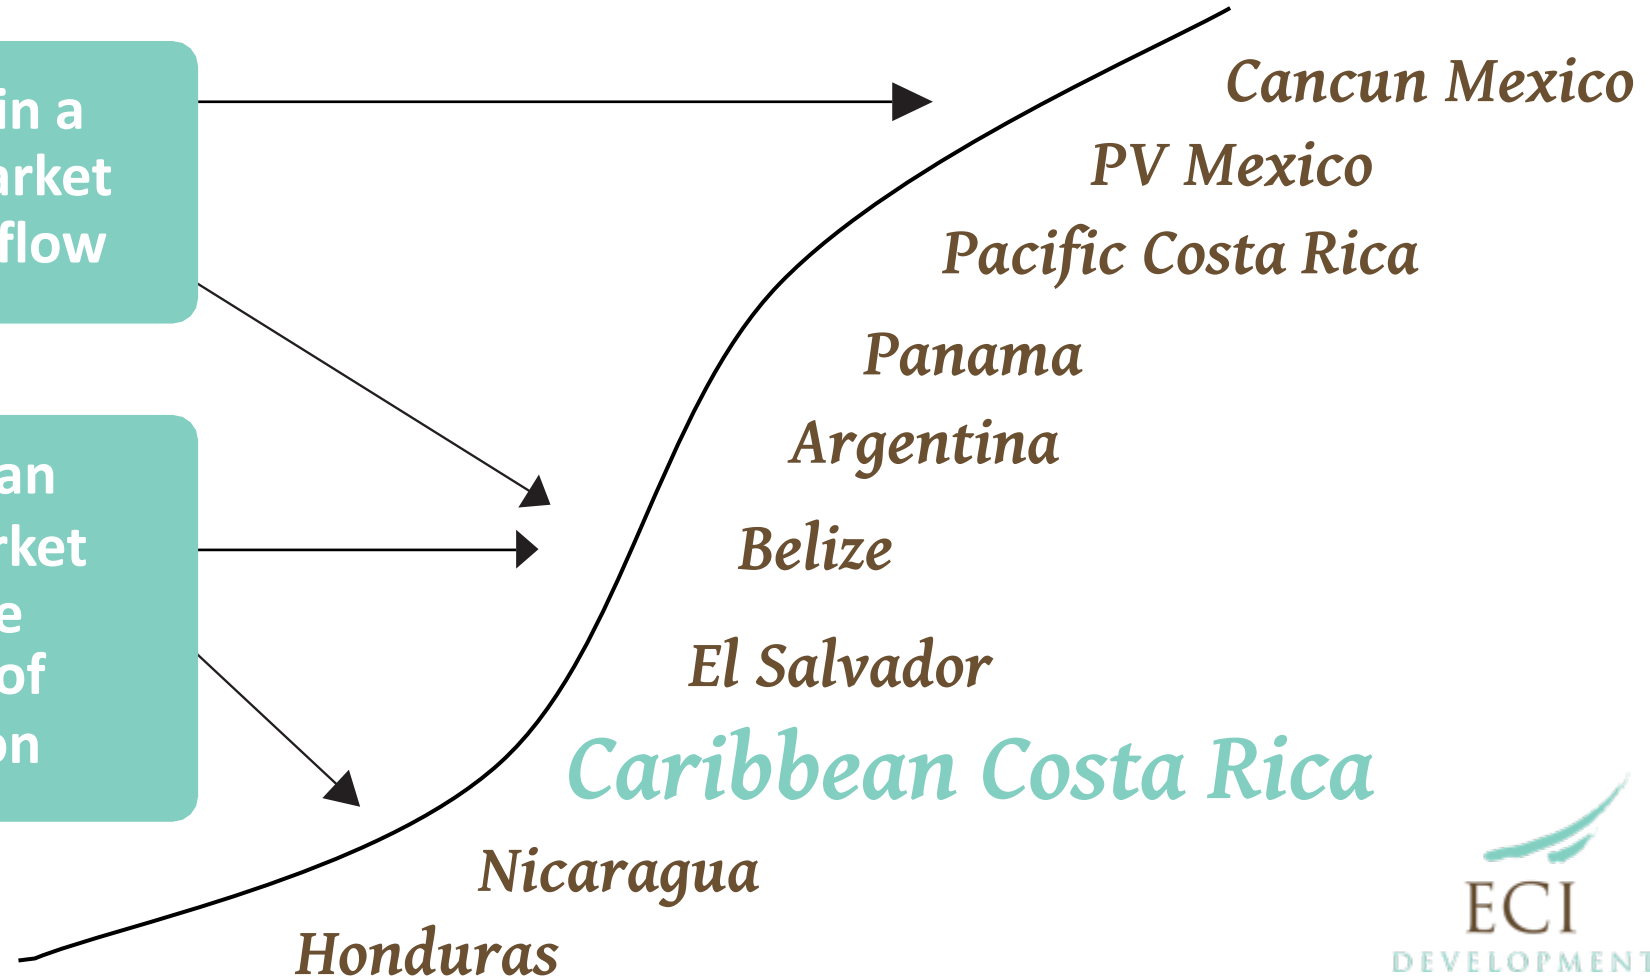 in a
arket
flow
an
rket
e
of
on
Cancun Mexico
PV Mexico
Pacific Costa Rica
Panama
Argentina
Belize
El Salvador
Caribbean Costa Rica
Nicaragua
Honduras
ECI
DEVELOPMENT